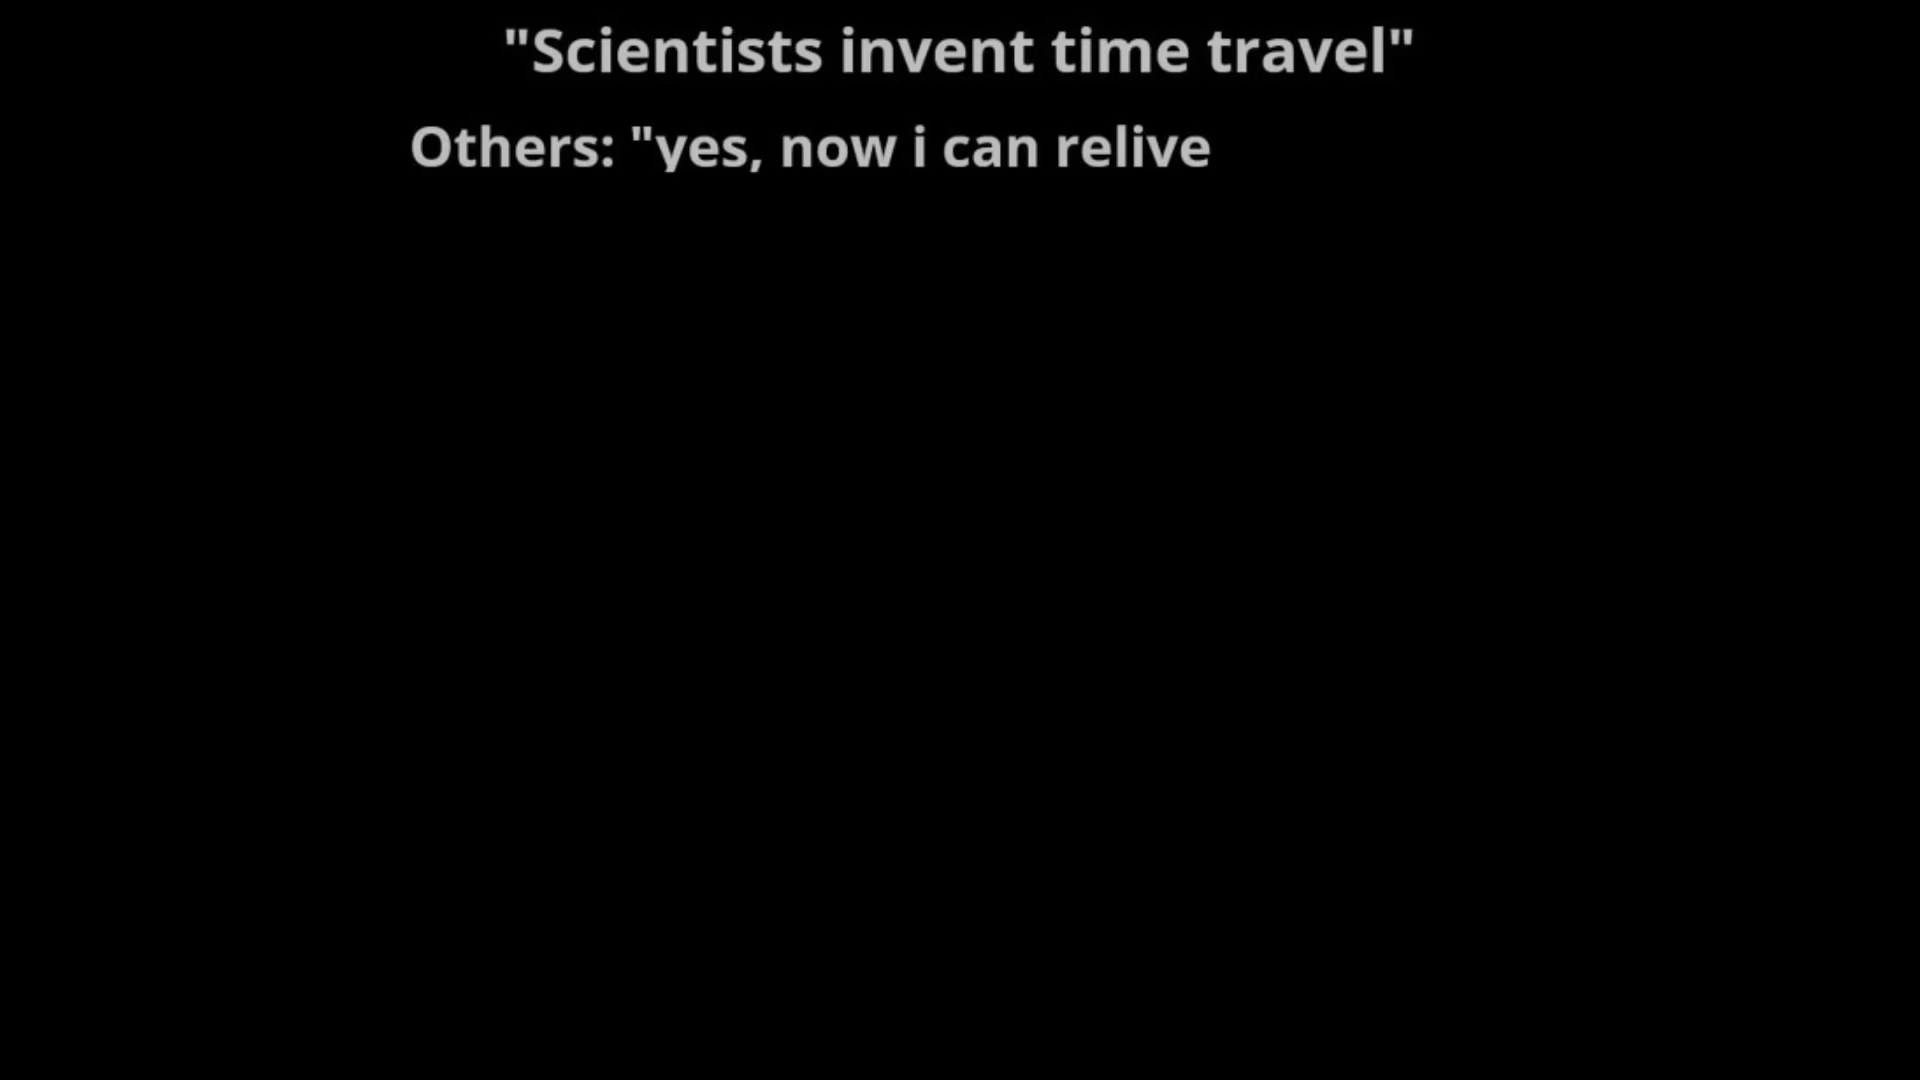 "Scientists invent time travel"
Others: "yes, now i can relive